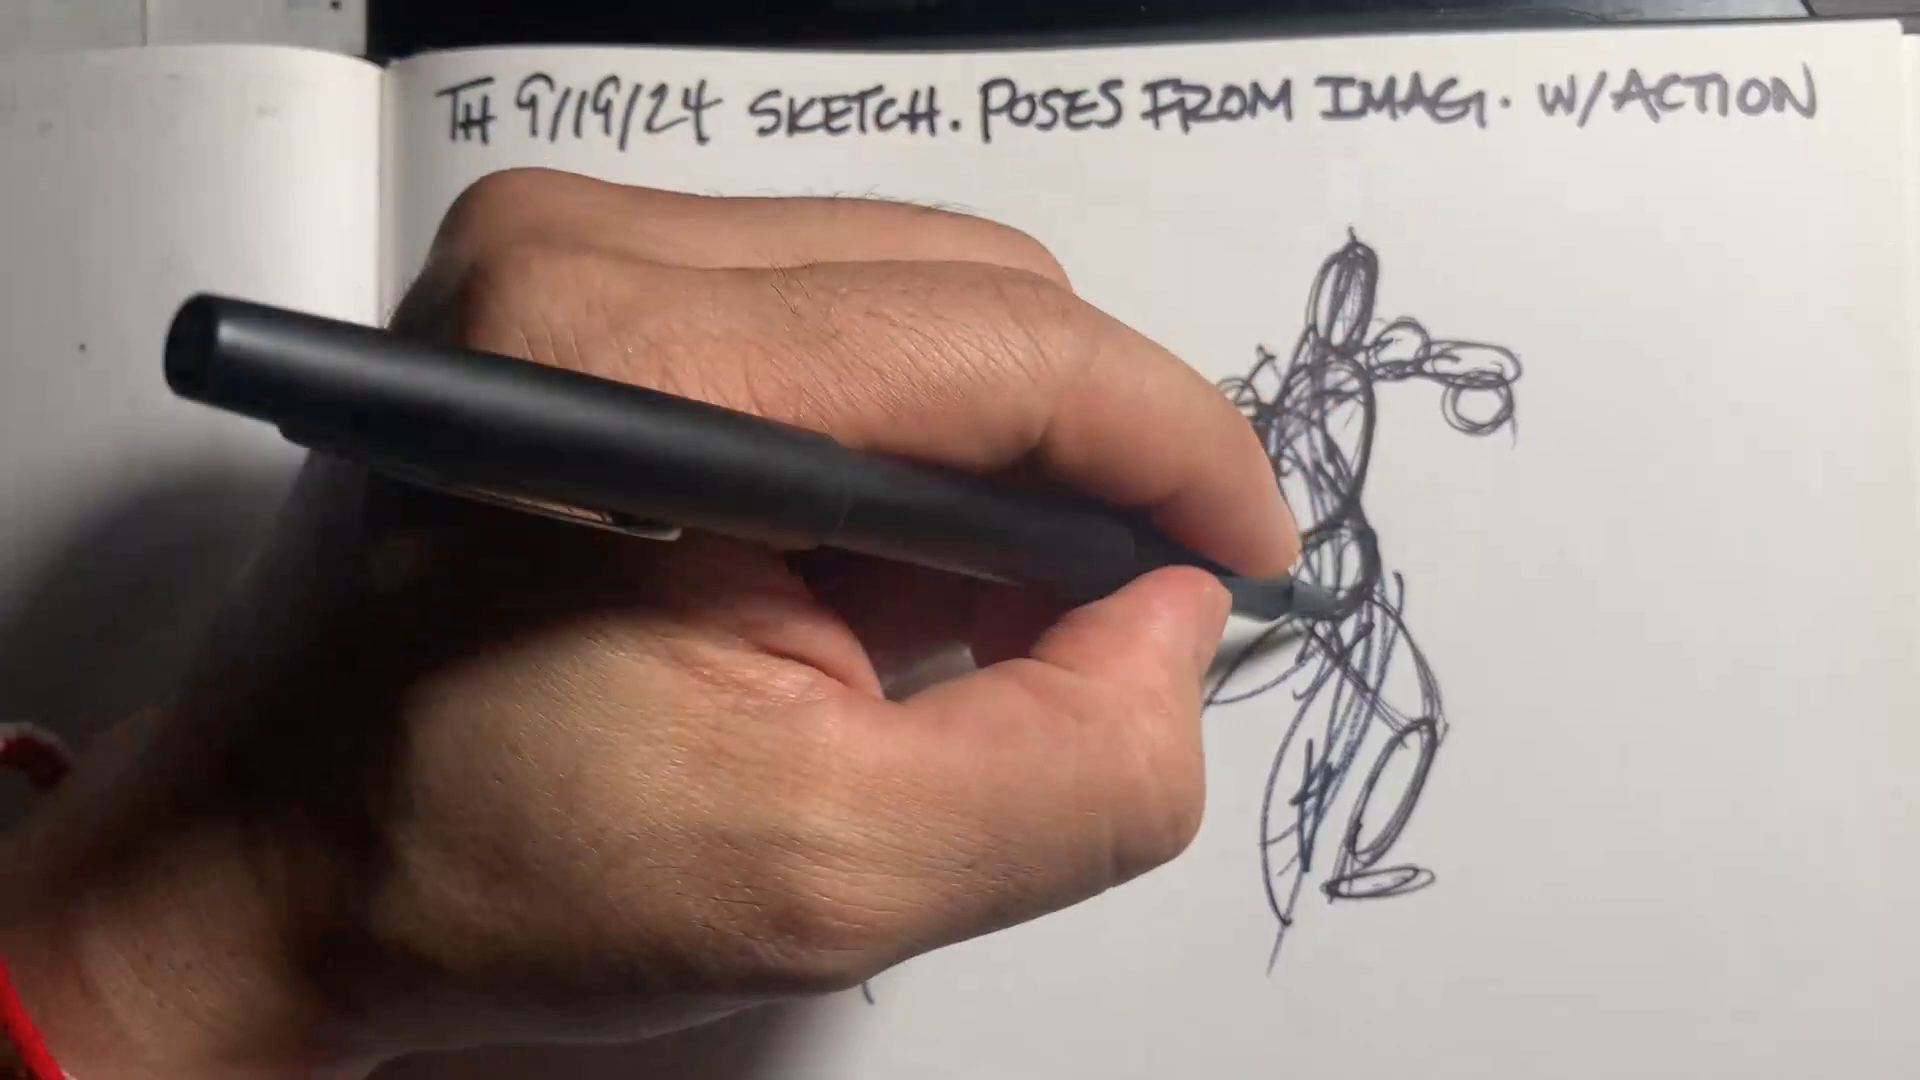 TH 9/19/24 SKETCH. POSES FROM IMAG. W/ACTION